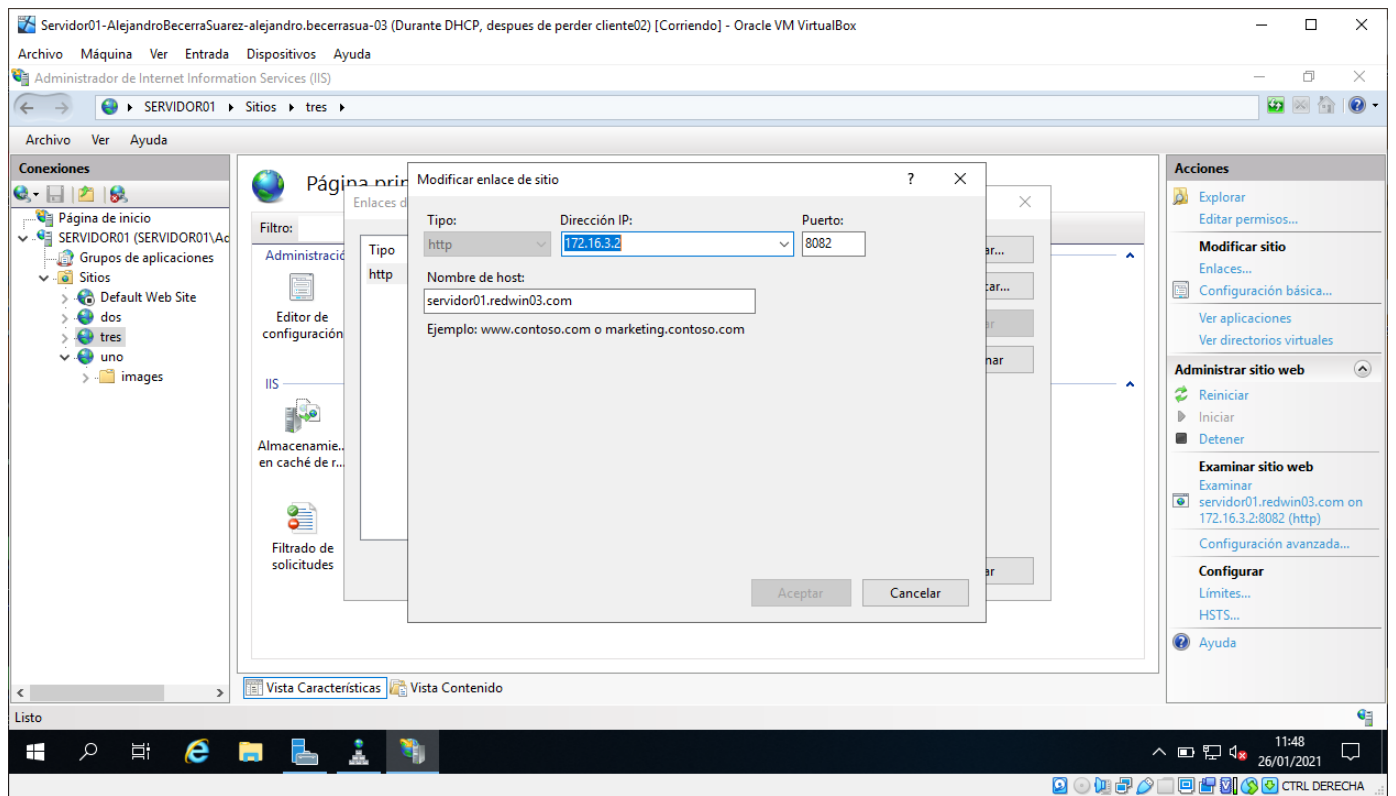 Servidor01-AlejandroBecerraSuarez-alejandro.becerrasua-03 (Durante DHCP, despues de perder cliente02) [Corriendo] - Oracle VM VirtualBox
Archivo Máquina Ver Entrada Dispositivos Ayuda
Administrador de Internet Information Services (IIS)
SERVIDOR01 Sitios tres
Archivo Ver Ayuda
Conexiones
Página de inicio
SERVIDOR01 (SERVIDOR01\Ad
Grupos de aplicaciones
Sitios
Default Web Site
dos
tres
uno
images
Página prin
Filtro:
Administració
Editor de
configuración
IIS
Almacenamie...
en caché de r...
Filtrado de
solicitudes
Enlaces d
Tipo
http
Modificar enlace de sitio
Tipo: Dirección IP: Puerto:
http 172.16.3.2 8082
Nombre de host:
servidor01.redwin03.com
Ejemplo: www.contoso.com o marketing.contoso.com
Aceptar Cancelar
ar...
car...
ar
nar
ar
Vista Características Vista Contenido
Acciones
Explorar
Editar permisos...
Modificar sitio
Enlaces...
Configuración básica...
Ver aplicaciones
Ver directorios virtuales
Administrar sitio web
Reiniciar
Iniciar
Detener
Examinar sitio web
Examinar
servidor01.redwin03.com on
172.16.3.2:8082 (http)
Configuración avanzada...
Configurar
Límites...
HSTS...
Ayuda
Listo
11:48
26/01/2021
CTRL DERECHA